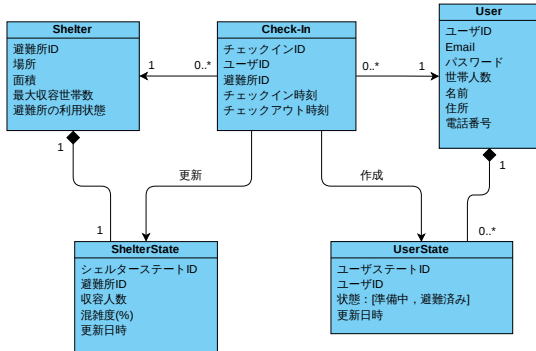 Shelter
避難所ID
場所
面積
最大収容世帯数
避難所の利用状態
1
0..*
Check-In
チェックインID
ユーザID
避難所ID
チェックイン時刻
チェックアウト時刻
0..*
1
User
ユーザID
Email
パスワード
世帯人数
名前
住所
電話番号
1
更新
作成
1
1
0..*
ShelterState
シェルターステートID
避難所ID
収容人数
混雑度(%)
更新日時
UserState
ユーザステートID
ユーザID
状態：[準備中，避難済み]
更新日時